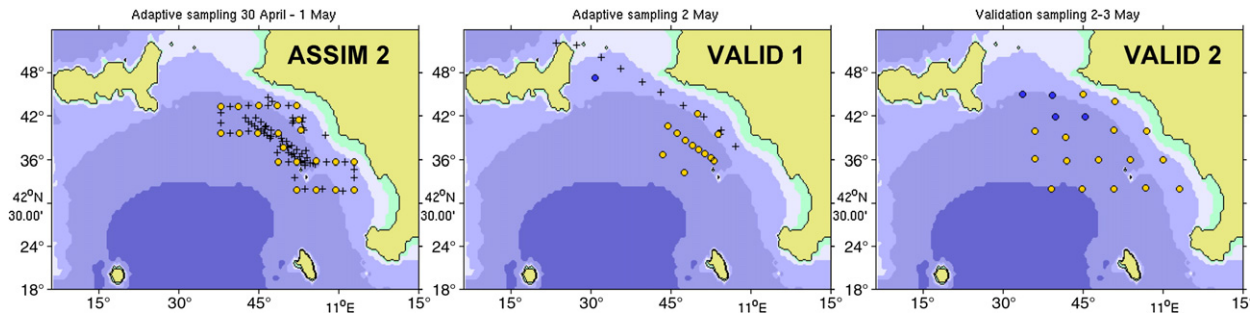 Adaptive sampling 30 April - 1 May
ASSIM 2
48°
42°
36°
42°N
30.00'
24°
18°
15°
30°
45°
11°E
15°
Adaptive sampling 2 May
VALID 1
48°
42°
36°
42°N
30.00'
24°
18°
15°
30°
45°
11°E
15°
Validation sampling 2-3 May
VALID 2
48°
42°
36°
42°N
30.00'
24°
18°
15°
30°
45°
11°E
15°